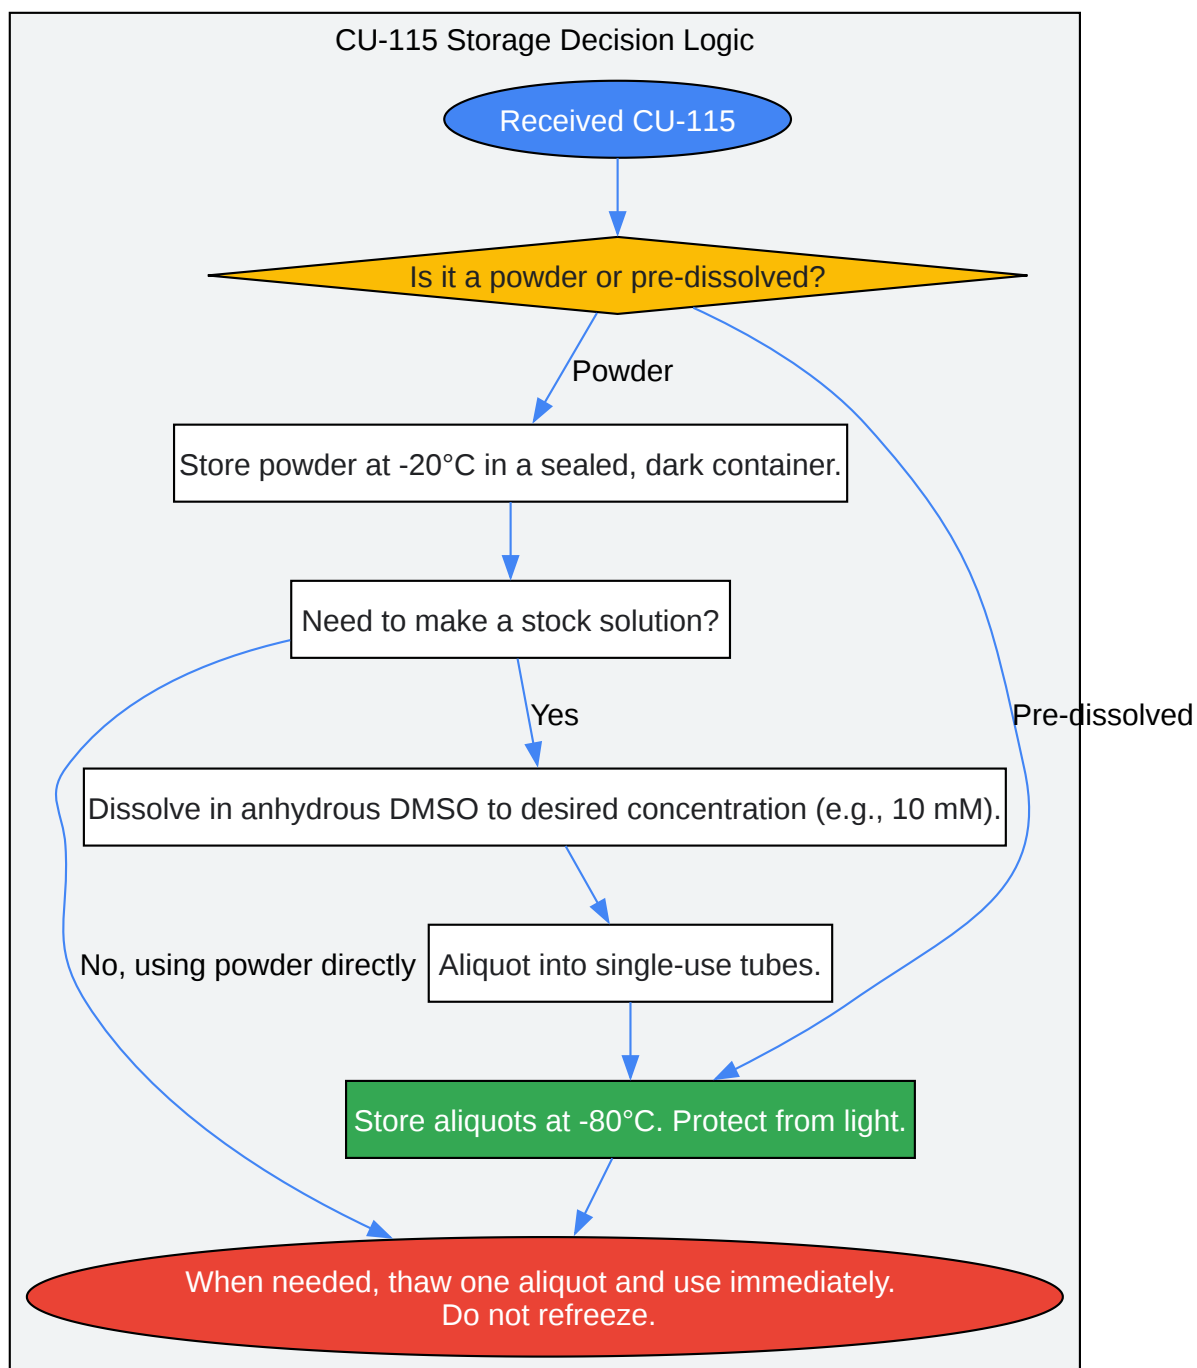 CU-115 Storage Decision Logic
Received CU-115
Is it a powder or pre-dissolved?
Powder
Store powder at -20°C in a sealed, dark container.
Need to make a stock solution?
Yes
Pre-dissolved
Dissolve in anhydrous DMSO to desired concentration (e.g., 10 mM).
No, using powder directly
Aliquot into single-use tubes.
Store aliquots at -80°C. Protect from light.
When needed, thaw one aliquot and use immediately.
Do not refreeze.